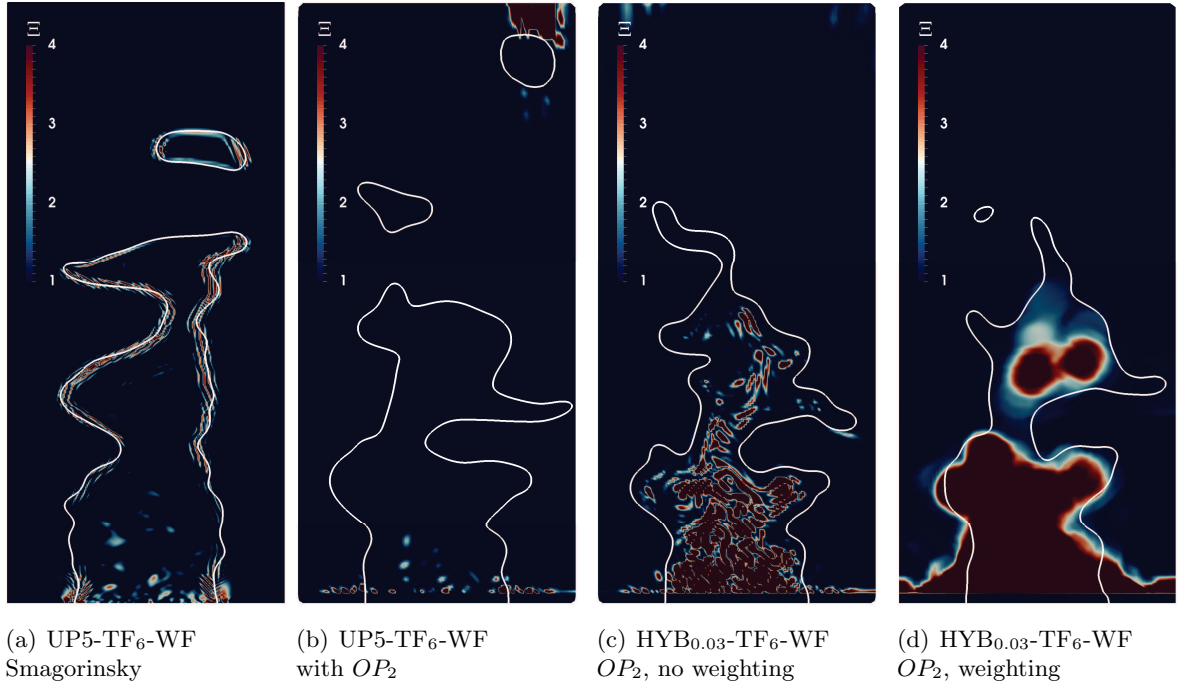 Ξ
4
3
2
1
Ξ
4
3
2
1
Ξ
4
3
2
1
Ξ
4
3
2
1
(a) UP5-TF₆-WF
Smagorinsky
(b) UP5-TF₆-WF
with OP₂
(c) HYB₀.₀₃-TF₆-WF
OP₂, no weighting
(d) HYB₀.₀₃-TF₆-WF
OP₂, weighting